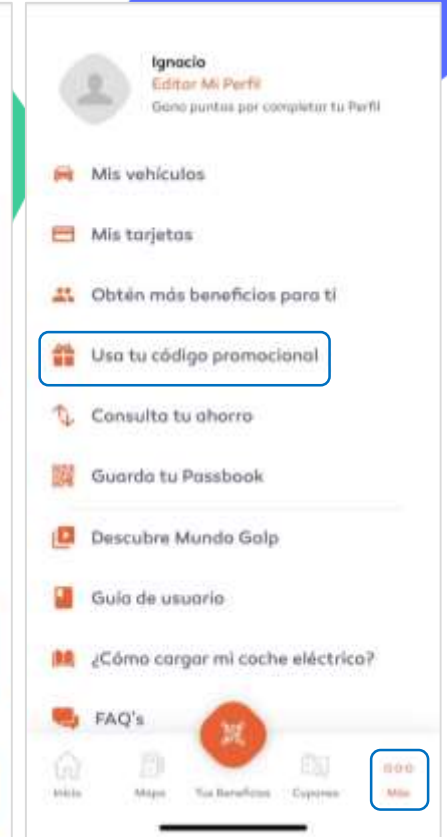 Ignacio
Editar Mi Perfil
Gana puntos por completar tu Perfil
Mis vehículos
Mis tarjetas
Obtén más beneficios para ti
Usa tu código promocional
Consulta tu ahorro
Guarda tu Passbook
Descubre Mundo Galp
Guía de usuario
¿Cómo cargar mi coche eléctrico?
FAQ's
Inicio Mapa Tus Beneficios Cupones Más